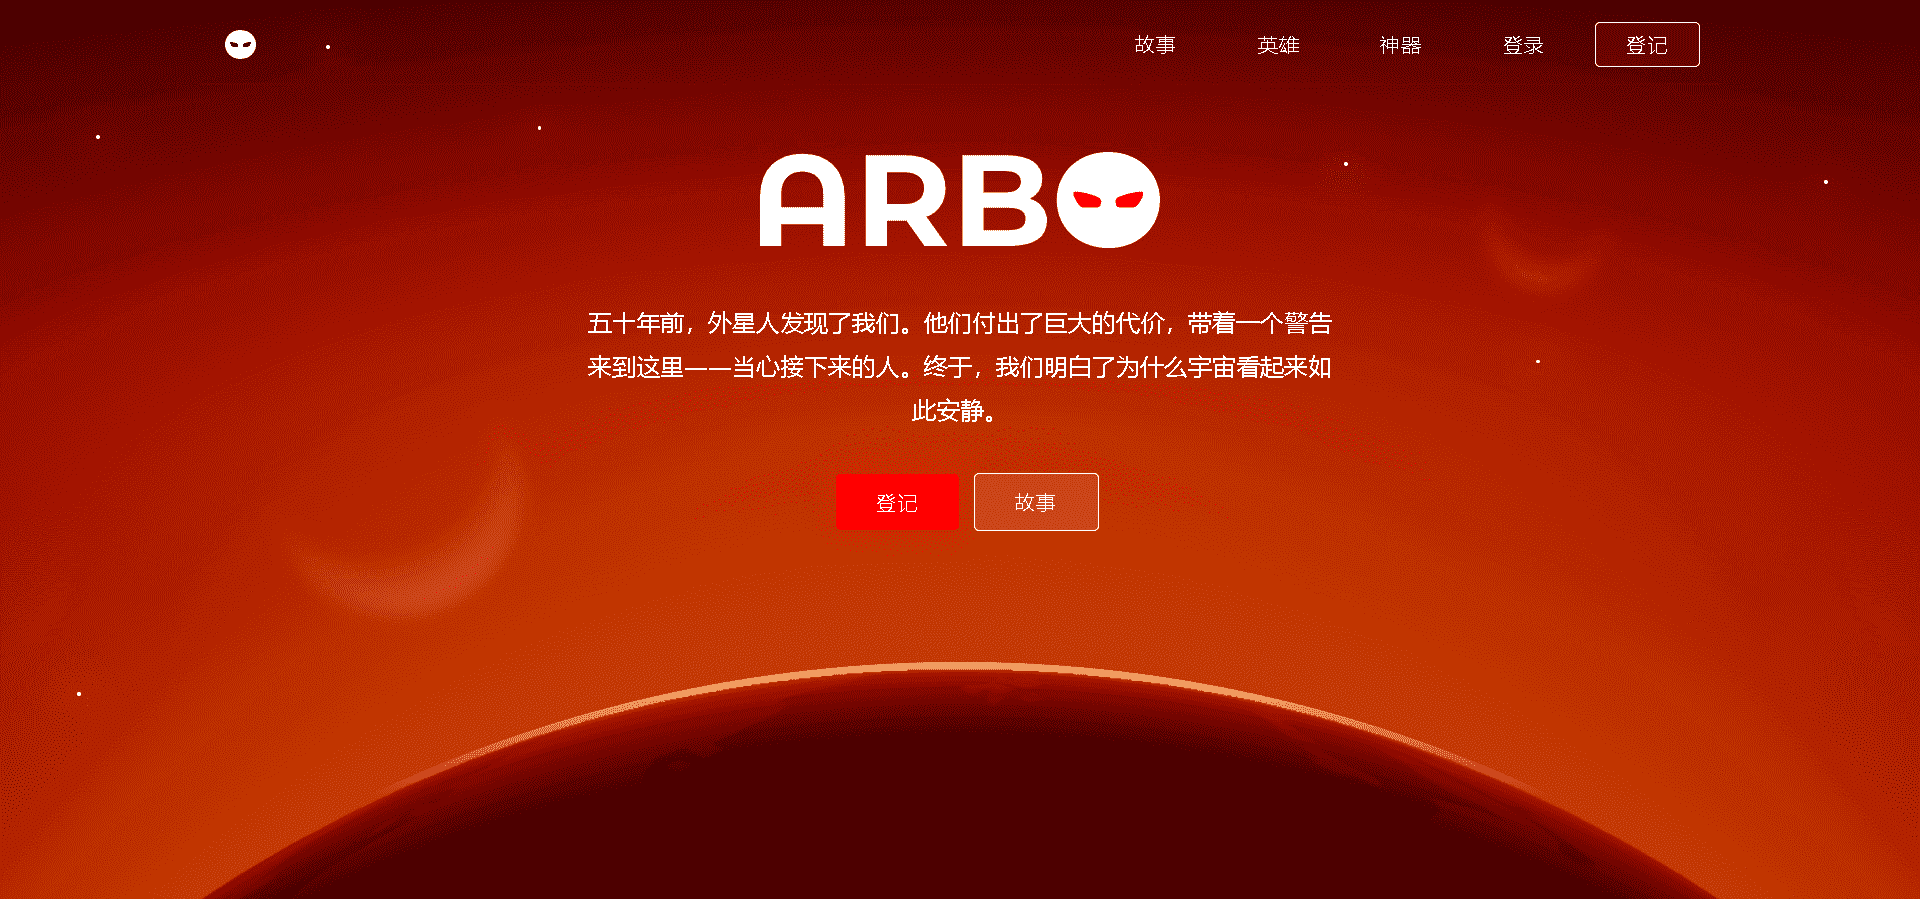 故事 英雄 神器 登录 登记
ARBO
五十年前，外星人发现了我们。他们付出了巨大的代价，带着一个警告
来到这里——当心接下来的人。终于，我们明白了为什么宇宙看起来如
此安静。
登记 故事